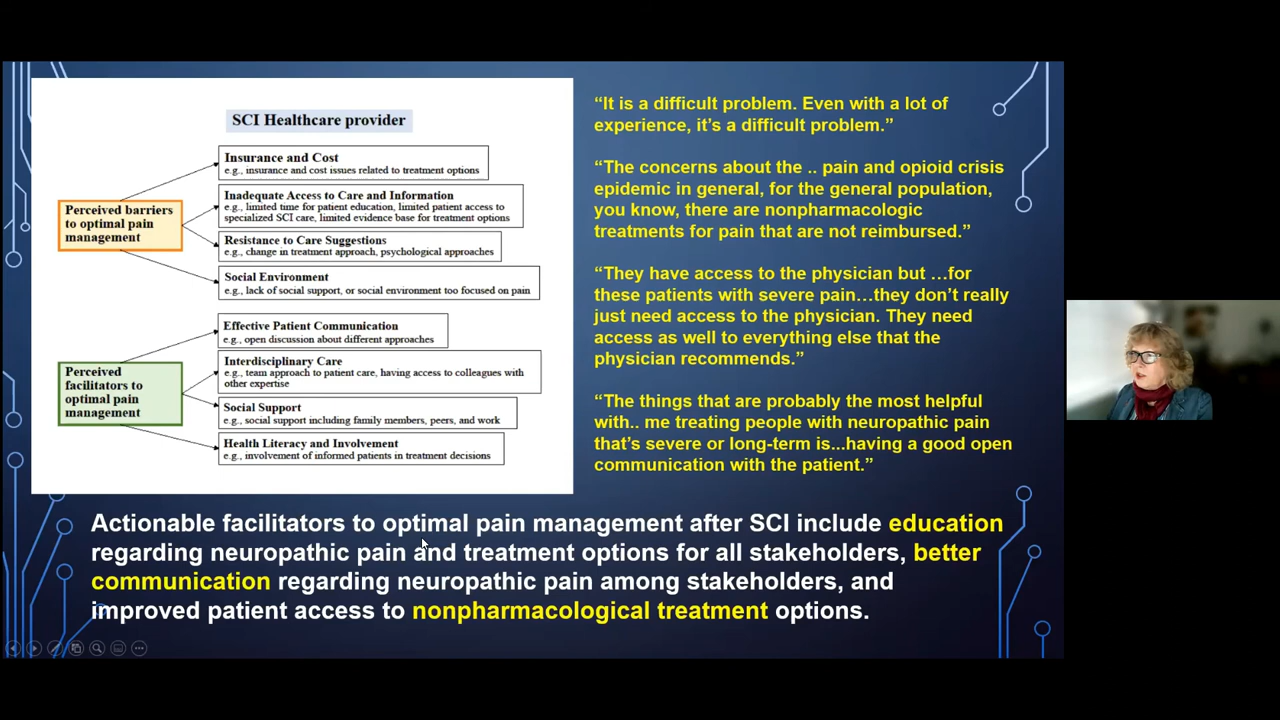 SCI Healthcare provider
Perceived barriers
to optimal pain
management
Insurance and Cost
e.g., insurance and cost issues related to treatment options
Inadequate Access to Care and Information
e.g., limited time for patient education, limited patient access to
specialized SCI care, limited evidence base for treatment options
Resistance to Care Suggestions
e.g., change in treatment approach, psychological approaches
Social Environment
e.g., lack of social support, or social environment too focused on pain
Perceived
facilitators to
optimal pain
management
Effective Patient Communication
e.g., open discussion about different approaches
Interdisciplinary Care
e.g., team approach to patient care, having access to colleagues with
other expertise
Social Support
e.g., social support including family members, peers, and work
Health Literacy and Involvement
e.g., involvement of informed patients in treatment decisions
“It is a difficult problem. Even with a lot of
experience, it’s a difficult problem.”
“The concerns about the .. pain and opioid crisis
epidemic in general, for the general population,
you know, there are nonpharmacologic
treatments for pain that are not reimbursed.”
“They have access to the physician but …for
these patients with severe pain…they don’t really
just need access to the physician. They need
access as well to everything else that the
physician recommends.”
“The things that are probably the most helpful
with.. me treating people with neuropathic pain
that’s severe or long-term is...having a good open
communication with the patient.”
Actionable facilitators to optimal pain management after SCI include education
regarding neuropathic pain and treatment options for all stakeholders, better
communication regarding neuropathic pain among stakeholders, and
improved patient access to nonpharmacological treatment options.